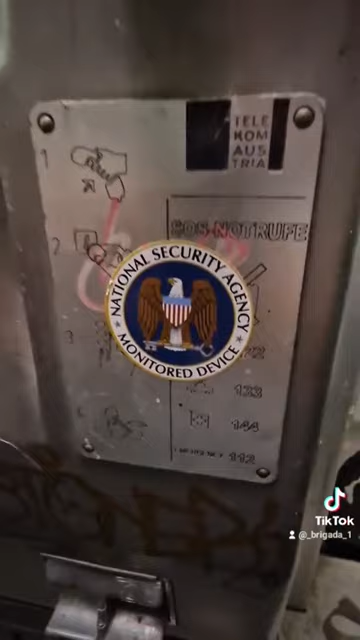 TELE
KOM
AUS
TRIA
1
SOS-NOTRUFE
2
NATIONAL SECURITY AGENCY
MONITORED DEVICE
3
133
144
112
TikTok
@_brigada_1